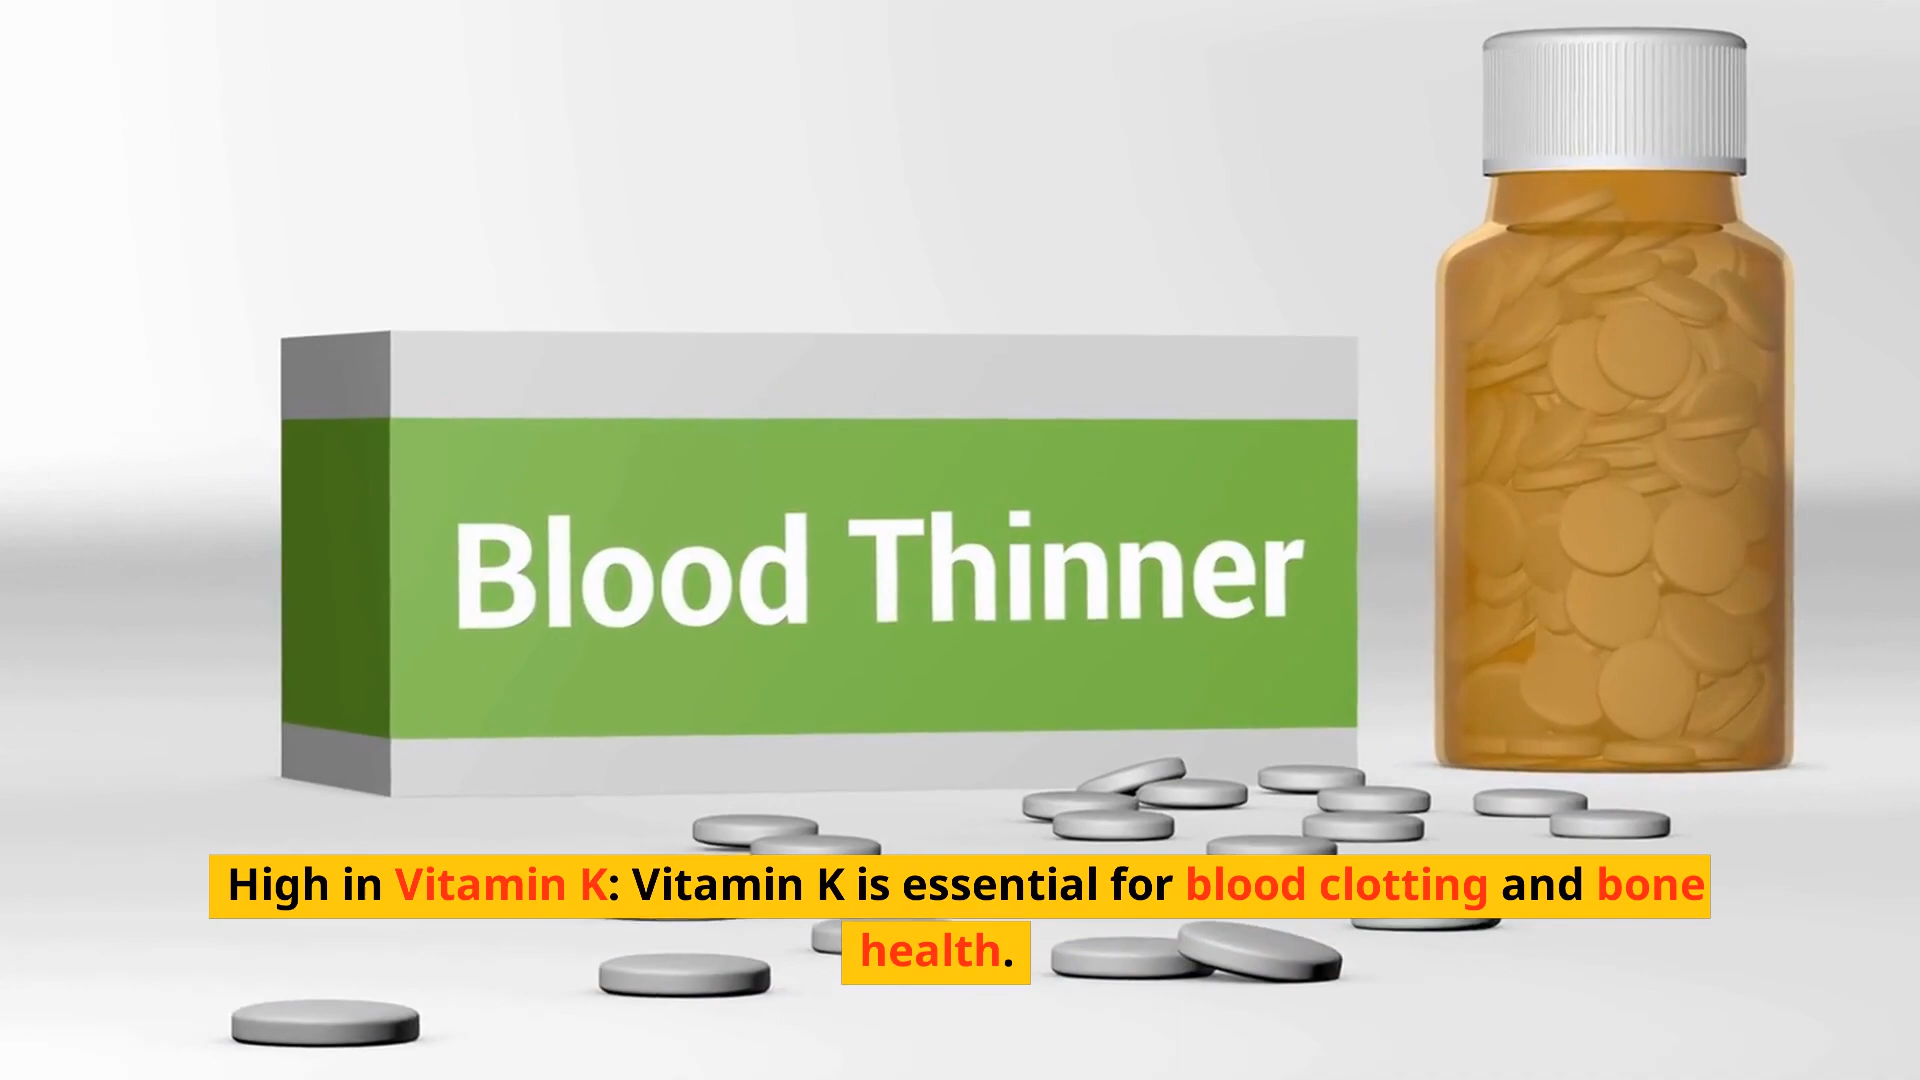 Blood Thinner
High in Vitamin K: Vitamin K is essential for blood clotting and bone
health.